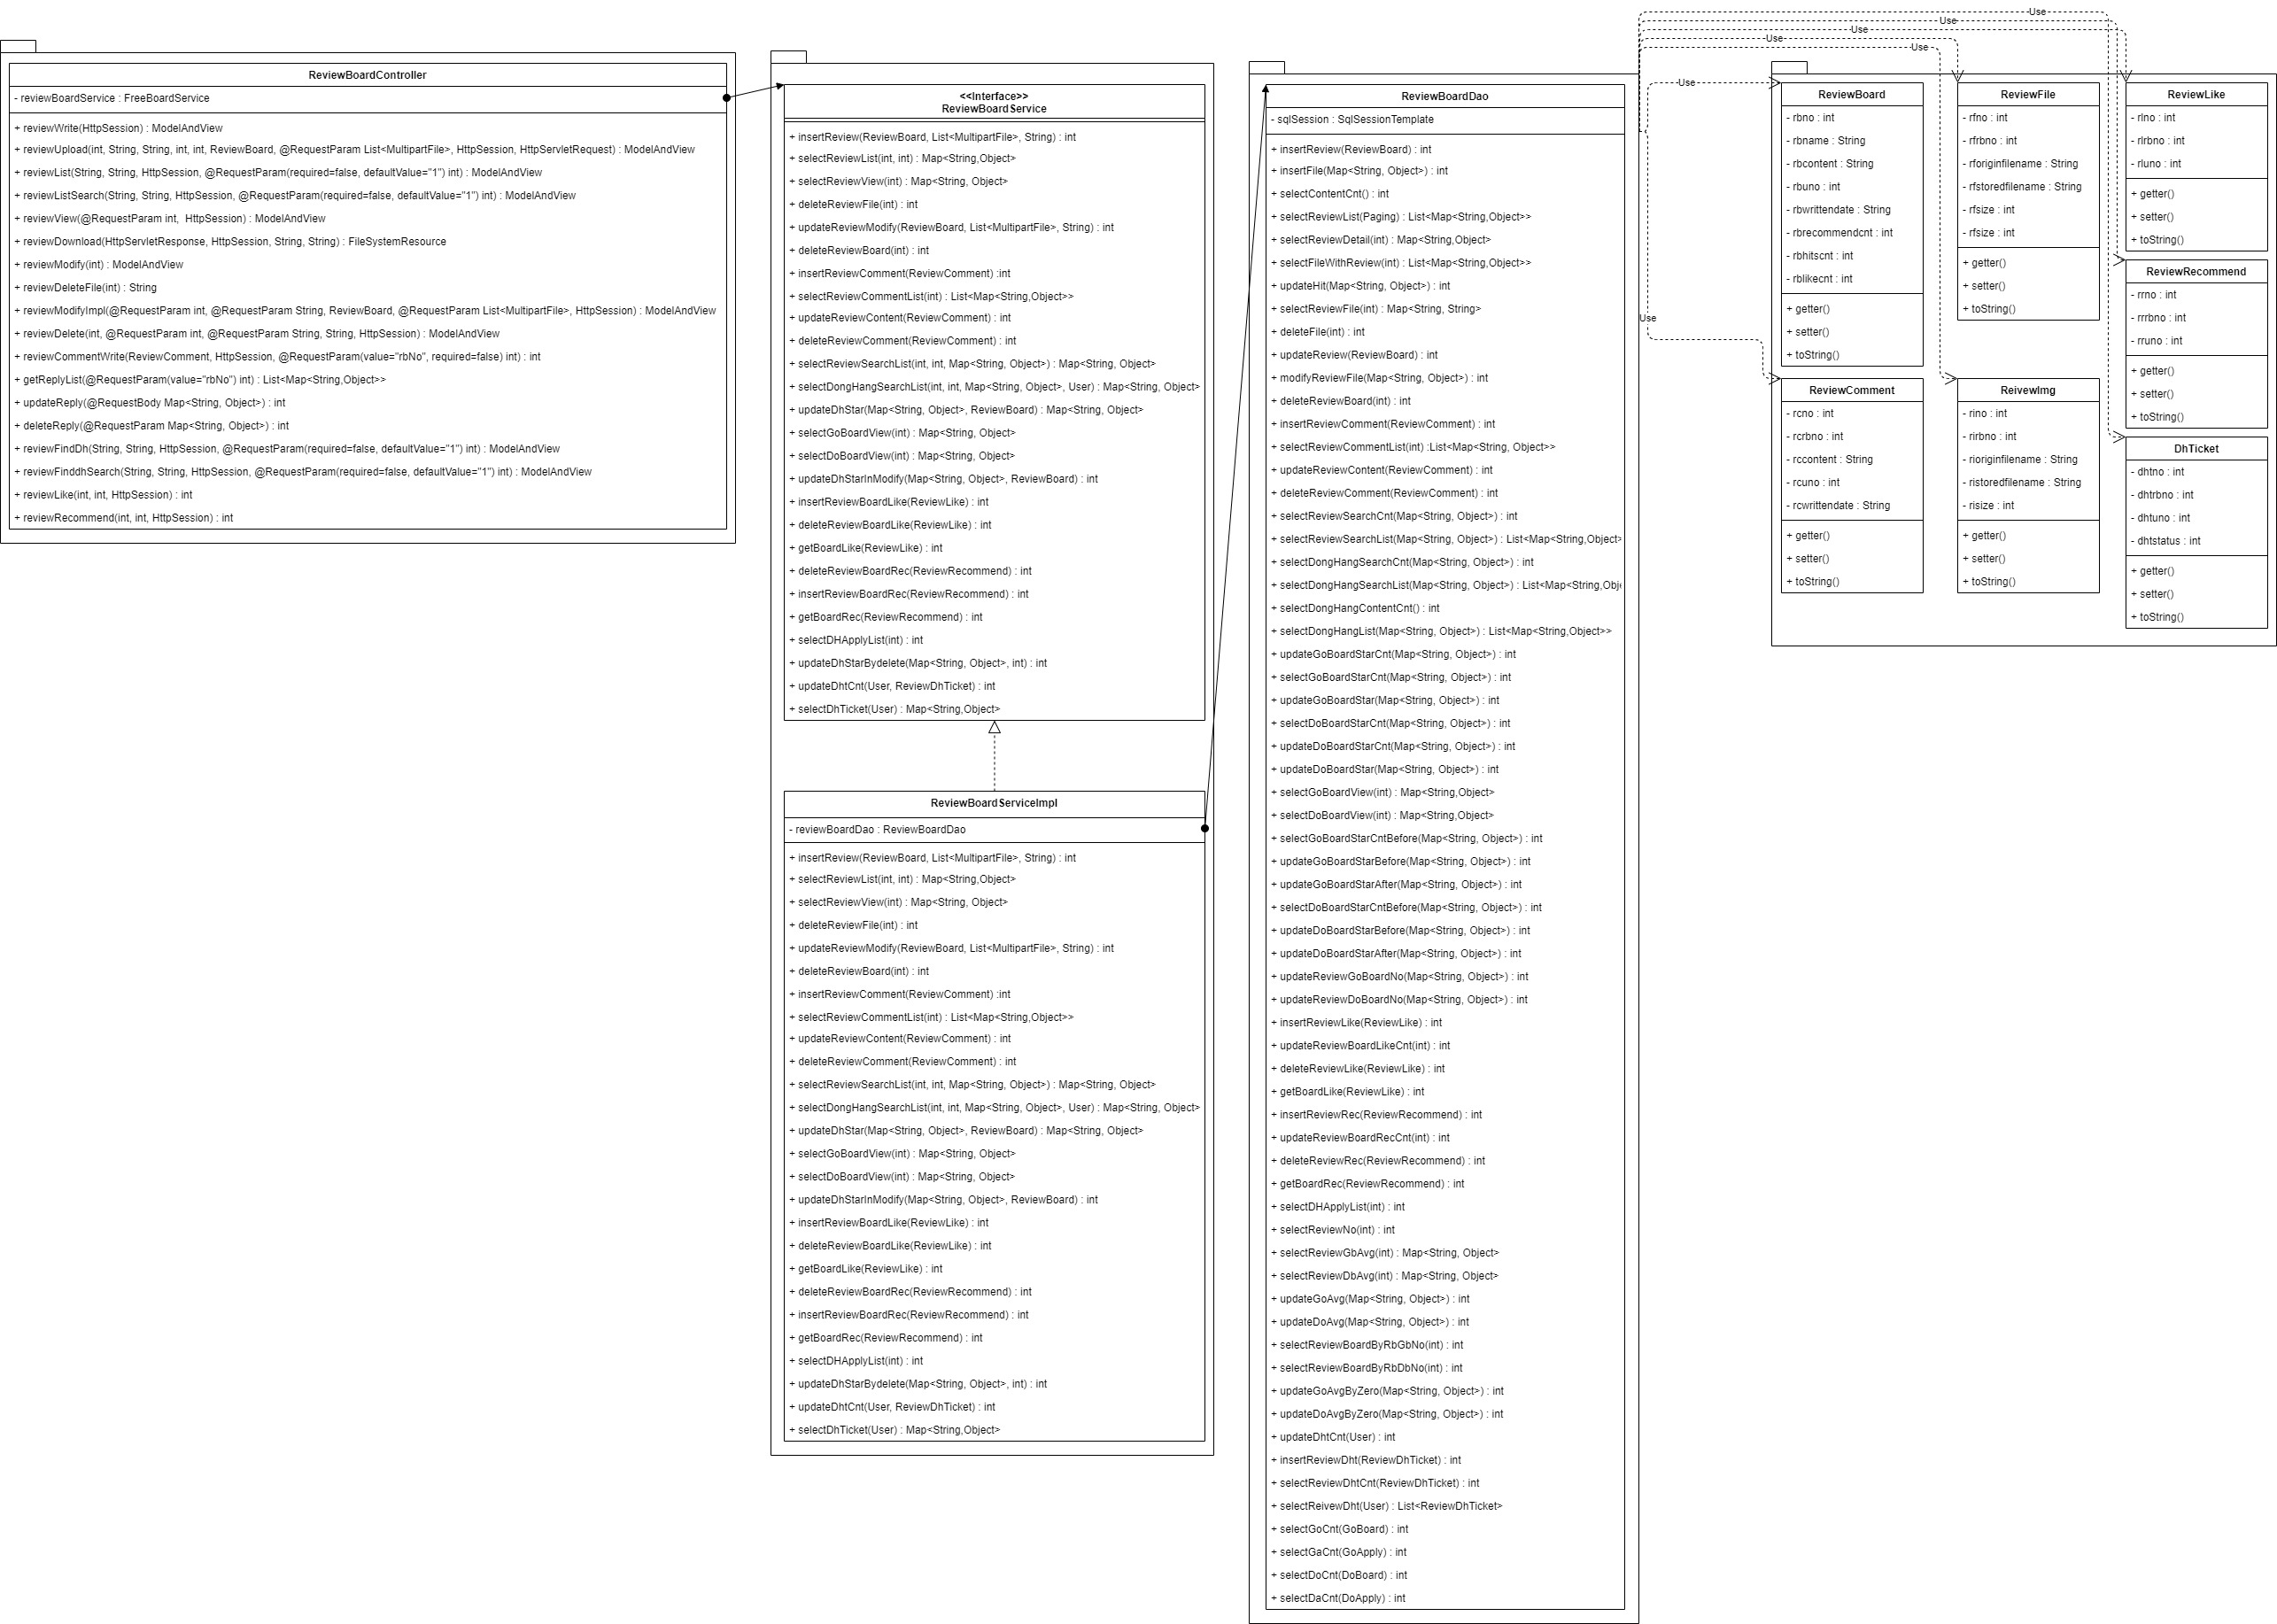 ReviewBoardController
- reviewBoardService : FreeBoardService
+ reviewWrite(HttpSession) : ModelAndView
+ reviewUpload(int, String, String, int, int, ReviewBoard, @RequestParam List<MultipartFile>, HttpSession, HttpServletRequest) : ModelAndView
+ reviewList(String, String, HttpSession, @RequestParam(required=false, defaultValue="1") int) : ModelAndView
+ reviewListSearch(String, String, HttpSession, @RequestParam(required=false, defaultValue="1") int) : ModelAndView
+ reviewView(@RequestParam int,  HttpSession) : ModelAndView
+ reviewDownload(HttpServletResponse, HttpSession, String, String) : FileSystemResource
+ reviewModify(int) : ModelAndView
+ reviewDeleteFile(int) : String
+ reviewModifyImpl(@RequestParam int, @RequestParam String, ReviewBoard, @RequestParam List<MultipartFile>, HttpSession) : ModelAndView
+ reviewDelete(int, @RequestParam int, @RequestParam String, String, HttpSession) : ModelAndView
+ reviewCommentWrite(ReviewComment, HttpSession, @RequestParam(value="rbNo", required=false) int) : int
+ getReplyList(@RequestParam(value="rbNo") int) : List<Map<String,Object>>
+ updateReply(@RequestBody Map<String, Object>) : int
+ deleteReply(@RequestParam Map<String, Object>) : int
+ reviewFindDh(String, String, HttpSession, @RequestParam(required=false, defaultValue="1") int) : ModelAndView
+ reviewFinddhSearch(String, String, HttpSession, @RequestParam(required=false, defaultValue="1") int) : ModelAndView
+ reviewLike(int, int, HttpSession) : int
+ reviewRecommend(int, int, HttpSession) : int
<<Interface>>
ReviewBoardService
+ insertReview(ReviewBoard, List<MultipartFile>, String) : int
+ selectReviewList(int, int) : Map<String,Object>
+ selectReviewView(int) : Map<String, Object>
+ deleteReviewFile(int) : int
+ updateReviewModify(ReviewBoard, List<MultipartFile>, String) : int
+ deleteReviewBoard(int) : int
+ insertReviewComment(ReviewComment) :int
+ selectReviewCommentList(int) : List<Map<String,Object>>
+ updateReviewContent(ReviewComment) : int
+ deleteReviewComment(ReviewComment) : int
+ selectReviewSearchList(int, int, Map<String, Object>) : Map<String, Object>
+ selectDongHangSearchList(int, int, Map<String, Object>, User) : Map<String, Object>
+ updateDhStar(Map<String, Object>, ReviewBoard) : Map<String, Object>
+ selectGoBoardView(int) : Map<String, Object>
+ selectDoBoardView(int) : Map<String, Object>
+ updateDhStarInModify(Map<String, Object>, ReviewBoard) : int
+ insertReviewBoardLike(ReviewLike) : int
+ deleteReviewBoardLike(ReviewLike) : int
+ getBoardLike(ReviewLike) : int
+ deleteReviewBoardRec(ReviewRecommend) : int
+ insertReviewBoardRec(ReviewRecommend) : int
+ getBoardRec(ReviewRecommend) : int
+ selectDHApplyList(int) : int
+ updateDhStarBydelete(Map<String, Object>, int) : int
+ updateDhtCnt(User, ReviewDhTicket) : int
+ selectDhTicket(User) : Map<String,Object>
ReviewBoardServiceImpl
- reviewBoardDao : ReviewBoardDao
+ insertReview(ReviewBoard, List<MultipartFile>, String) : int
+ selectReviewList(int, int) : Map<String,Object>
+ selectReviewView(int) : Map<String, Object>
+ deleteReviewFile(int) : int
+ updateReviewModify(ReviewBoard, List<MultipartFile>, String) : int
+ deleteReviewBoard(int) : int
+ insertReviewComment(ReviewComment) :int
+ selectReviewCommentList(int) : List<Map<String,Object>>
+ updateReviewContent(ReviewComment) : int
+ deleteReviewComment(ReviewComment) : int
+ selectReviewSearchList(int, int, Map<String, Object>) : Map<String, Object>
+ selectDongHangSearchList(int, int, Map<String, Object>, User) : Map<String, Object>
+ updateDhStar(Map<String, Object>, ReviewBoard) : Map<String, Object>
+ selectGoBoardView(int) : Map<String, Object>
+ selectDoBoardView(int) : Map<String, Object>
+ updateDhStarInModify(Map<String, Object>, ReviewBoard) : int
+ insertReviewBoardLike(ReviewLike) : int
+ deleteReviewBoardLike(ReviewLike) : int
+ getBoardLike(ReviewLike) : int
+ deleteReviewBoardRec(ReviewRecommend) : int
+ insertReviewBoardRec(ReviewRecommend) : int
+ getBoardRec(ReviewRecommend) : int
+ selectDHApplyList(int) : int
+ updateDhStarBydelete(Map<String, Object>, int) : int
+ updateDhtCnt(User, ReviewDhTicket) : int
+ selectDhTicket(User) : Map<String,Object>
ReviewBoardDao
- sqlSession : SqlSessionTemplate
+ insertReview(ReviewBoard) : int
+ insertFile(Map<String, Object>) : int
+ selectContentCnt() : int
+ selectReviewList(Paging) : List<Map<String,Object>>
+ selectReviewDetail(int) : Map<String,Object>
+ selectFileWithReview(int) : List<Map<String,Object>>
+ updateHit(Map<String, Object>) : int
+ selectReviewFile(int) : Map<String, String>
+ deleteFile(int) : int
+ updateReview(ReviewBoard) : int
+ modifyReviewFile(Map<String, Object>) : int
+ deleteReviewBoard(int) : int
+ insertReviewComment(ReviewComment) : int
+ selectReviewCommentList(int) :List<Map<String, Object>>
+ updateReviewContent(ReviewComment) : int
+ deleteReviewComment(ReviewComment) : int
+ selectReviewSearchCnt(Map<String, Object>) : int
+ selectReviewSearchList(Map<String, Object>) : List<Map<String,Object>
+ selectDongHangSearchCnt(Map<String, Object>) : int
+ selectDongHangSearchList(Map<String, Object>) : List<Map<String,Obj
+ selectDongHangContentCnt() : int
+ selectDongHangList(Map<String, Object>) : List<Map<String,Object>>
+ updateGoBoardStarCnt(Map<String, Object>) : int
+ selectGoBoardStarCnt(Map<String, Object>) : int
+ updateGoBoardStar(Map<String, Object>) : int
+ selectDoBoardStarCnt(Map<String, Object>) : int
+ updateDoBoardStarCnt(Map<String, Object>) : int
+ updateDoBoardStar(Map<String, Object>) : int
+ selectGoBoardView(int) : Map<String,Object>
+ selectDoBoardView(int) : Map<String,Object>
+ selectGoBoardStarCntBefore(Map<String, Object>) : int
+ updateGoBoardStarBefore(Map<String, Object>) : int
+ updateGoBoardStarAfter(Map<String, Object>) : int
+ selectDoBoardStarCntBefore(Map<String, Object>) : int
+ updateDoBoardStarBefore(Map<String, Object>) : int
+ updateDoBoardStarAfter(Map<String, Object>) : int
+ updateReviewGoBoardNo(Map<String, Object>) : int
+ updateReviewDoBoardNo(Map<String, Object>) : int
+ insertReviewLike(ReviewLike) : int
+ updateReviewBoardLikeCnt(int) : int
+ deleteReviewLike(ReviewLike) : int
+ getBoardLike(ReviewLike) : int
+ insertReviewRec(ReviewRecommend) : int
+ updateReviewBoardRecCnt(int) : int
+ deleteReviewRec(ReviewRecommend) : int
+ getBoardRec(ReviewRecommend) : int
+ selectDHApplyList(int) : int
+ selectReviewNo(int) : int
+ selectReviewGbAvg(int) : Map<String, Object>
+ selectReviewDbAvg(int) : Map<String, Object>
+ updateGoAvg(Map<String, Object>) : int
+ updateDoAvg(Map<String, Object>) : int
+ selectReviewBoardByRbGbNo(int) : int
+ selectReviewBoardByRbDbNo(int) : int
+ updateGoAvgByZero(Map<String, Object>) : int
+ updateDoAvgByZero(Map<String, Object>) : int
+ updateDhtCnt(User) : int
+ insertReviewDht(ReviewDhTicket) : int
+ selectReviewDhtCnt(ReviewDhTicket) : int
+ selectReivewDht(User) : List<ReviewDhTicket>
+ selectGoCnt(GoBoard) : int
+ selectGaCnt(GoApply) : int
+ selectDoCnt(DoBoard) : int
+ selectDaCnt(DoApply) : int
Use
Use
Use
Use
Use
Use
Use
ReviewBoard
- rbno : int
- rbname : String
- rbcontent : String
- rbuno : int
- rbwrittendate : String
- rbrecommendcnt : int
- rbhitscnt : int
- rblikecnt : int
+ getter()
+ setter()
+ toString()
ReviewFile
- rfno : int
- rfrbno : int
- rforiginfilename : String
- rfstoredfilename : String
- rfsize : int
- rfsize : int
+ getter()
+ setter()
+ toString()
ReviewLike
- rlno : int
- rlrbno : int
- rluno : int
+ getter()
+ setter()
+ toString()
ReviewRecommend
- rrno : int
- rrrbno : int
- rruno : int
+ getter()
+ setter()
+ toString()
ReviewComment
- rcno : int
- rcrbno : int
- rccontent : String
- rcuno : int
- rcwrittendate : String
+ getter()
+ setter()
+ toString()
ReivewImg
- rino : int
- rirbno : int
- rioriginfilename : String
- ristoredfilename : String
- risize : int
+ getter()
+ setter()
+ toString()
DhTicket
- dhtno : int
- dhtrbno : int
- dhtuno : int
- dhtstatus : int
+ getter()
+ setter()
+ toString()